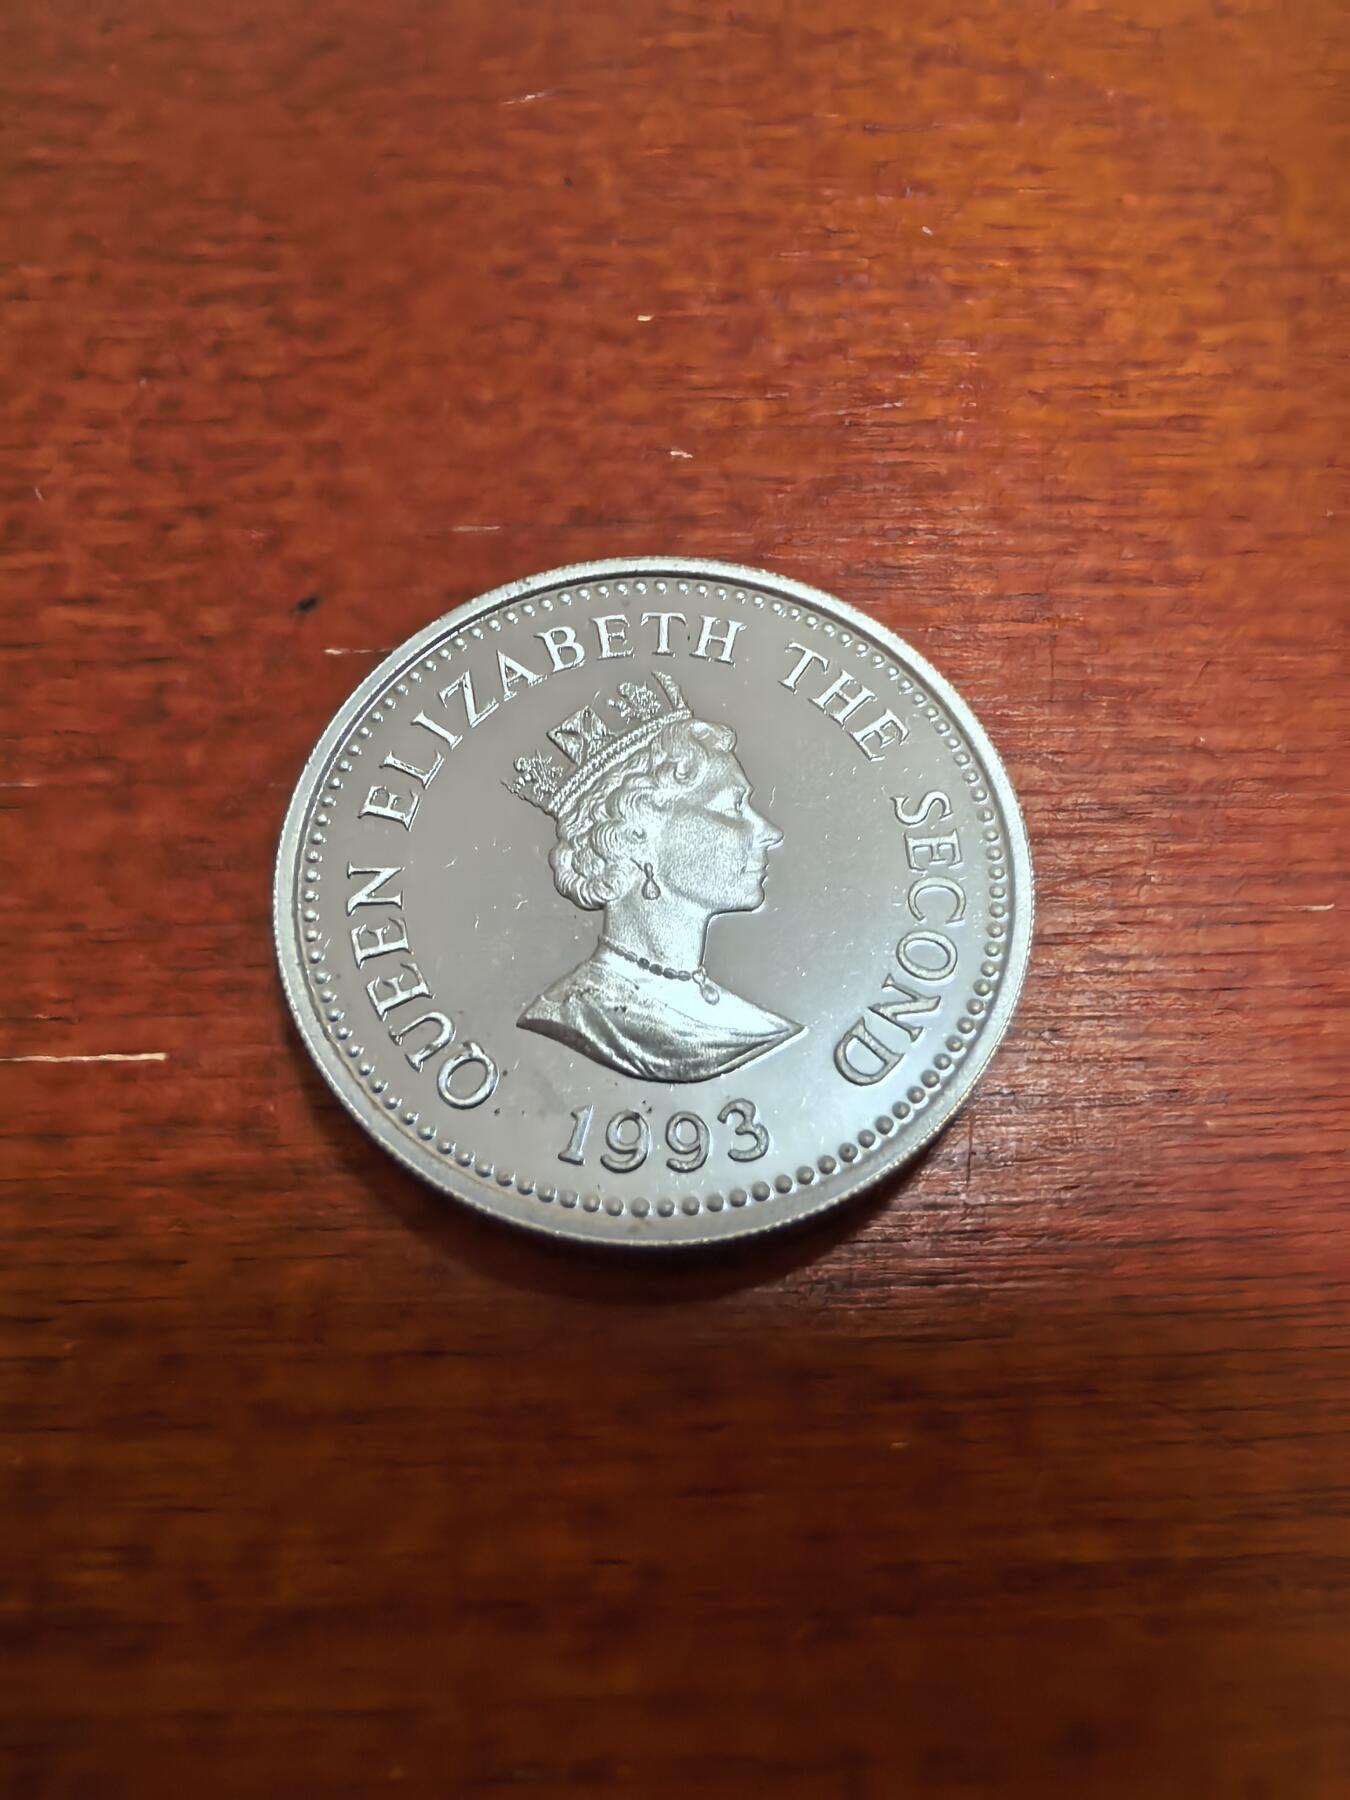 QUEEN ELIZABETH THE SECOND
1993